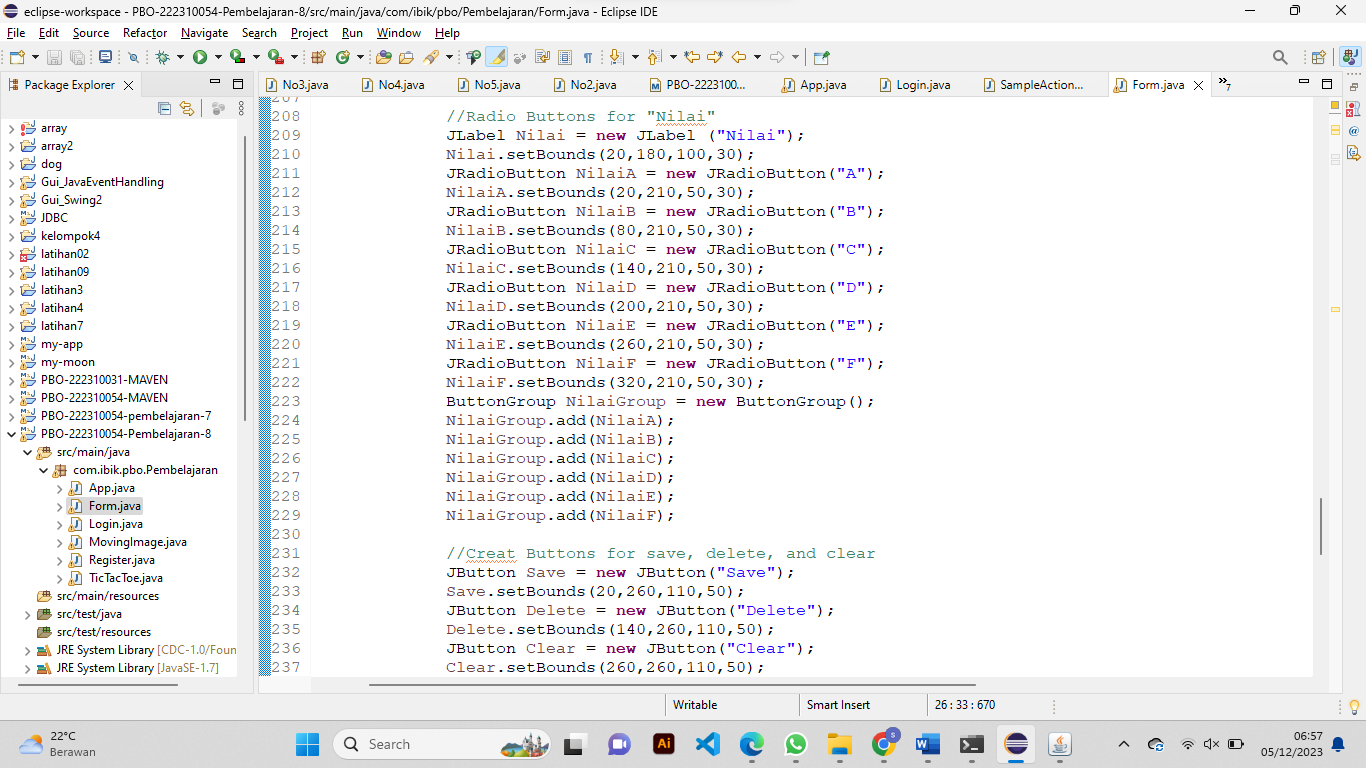 eclipse-workspace - PBO-222310054-Pembelajaran-8/src/main/java/com/ibik/pbo/Pembelajaran/Form.java - Eclipse IDE
File Edit Source Refactor Navigate Search Project Run Window Help
Package Explorer
No3.java No4.java No5.java No2.java PBO-2223100... App.java Login.java SampleAction... Form.java 7
array
array2
dog
Gui_JavaEventHandling
Gui_Swing2
JDBC
kelompok4
latihan02
latihan09
latihan3
latihan4
latihan7
my-app
my-moon
PBO-222310031-MAVEN
PBO-222310054-MAVEN
PBO-222310054-pembelajaran-7
PBO-222310054-Pembelajaran-8
src/main/java
com.ibik.pbo.Pembelajaran
App.java
Form.java
Login.java
MovingImage.java
Register.java
TicTacToe.java
src/main/resources
src/test/java
src/test/resources
JRE System Library [CDC-1.0/Foun
JRE System Library [JavaSE-1.7]
207
208 //Radio Buttons for "Nilai"
209 JLabel Nilai = new JLabel ("Nilai");
210 Nilai.setBounds(20,180,100,30);
211 JRadioButton NilaiA = new JRadioButton("A");
212 NilaiA.setBounds(20,210,50,30);
213 JRadioButton NilaiB = new JRadioButton("B");
214 NilaiB.setBounds(80,210,50,30);
215 JRadioButton NilaiC = new JRadioButton("C");
216 NilaiC.setBounds(140,210,50,30);
217 JRadioButton NilaiD = new JRadioButton("D");
218 NilaiD.setBounds(200,210,50,30);
219 JRadioButton NilaiE = new JRadioButton("E");
220 NilaiE.setBounds(260,210,50,30);
221 JRadioButton NilaiF = new JRadioButton("F");
222 NilaiF.setBounds(320,210,50,30);
223 ButtonGroup NilaiGroup = new ButtonGroup();
224 NilaiGroup.add(NilaiA);
225 NilaiGroup.add(NilaiB);
226 NilaiGroup.add(NilaiC);
227 NilaiGroup.add(NilaiD);
228 NilaiGroup.add(NilaiE);
229 NilaiGroup.add(NilaiF);
230
231 //Creat Buttons for save, delete, and clear
232 JButton Save = new JButton("Save");
233 Save.setBounds(20,260,110,50);
234 JButton Delete = new JButton("Delete");
235 Delete.setBounds(140,260,110,50);
236 JButton Clear = new JButton("Clear");
237 Clear.setBounds(260,260,110,50);
Writable Smart Insert 26 : 33 : 670
22°C
Berawan
Search
Ai
S
06:57
05/12/2023